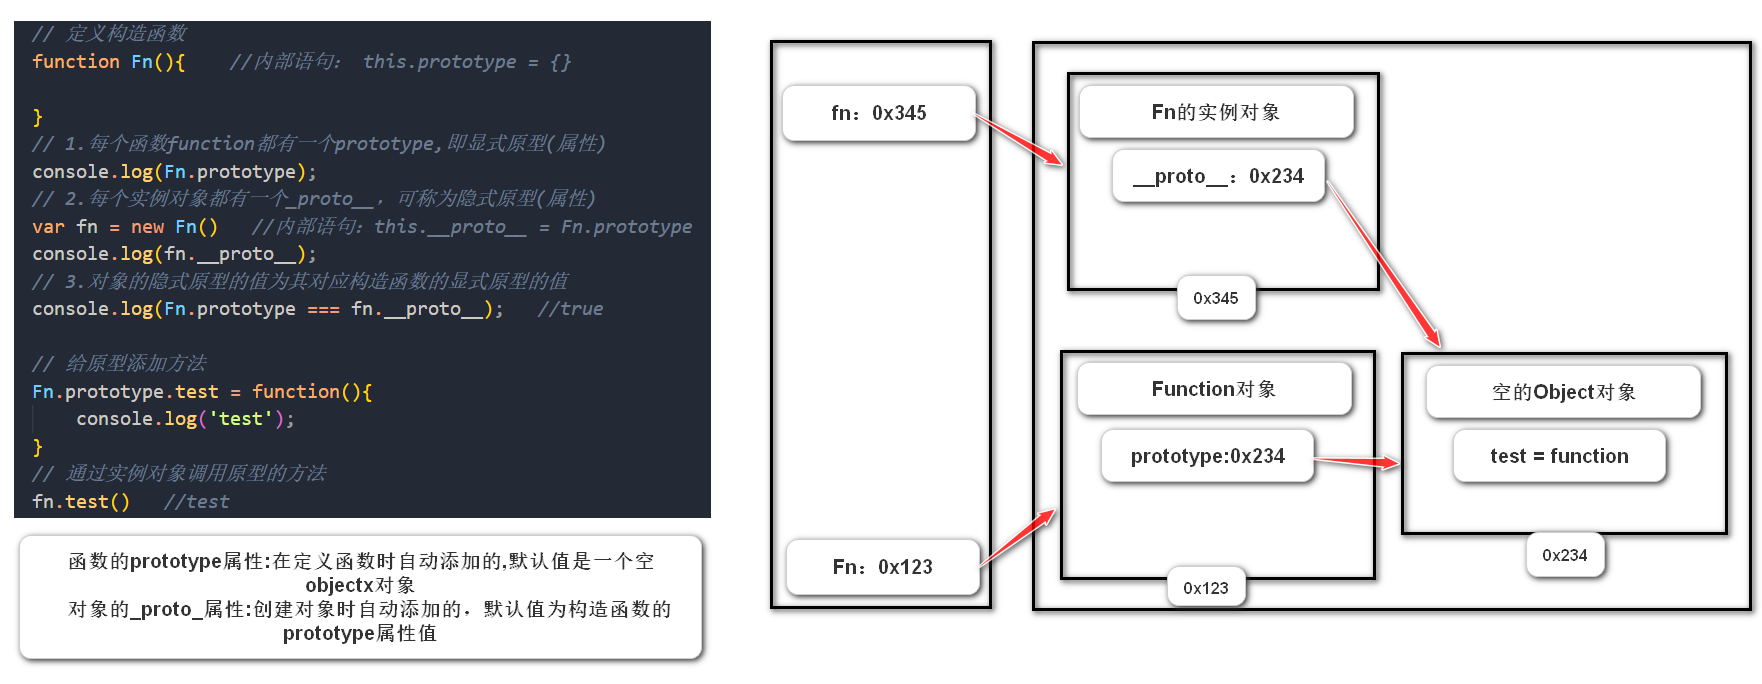 // 定义构造函数
function Fn(){    //内部语句： this.prototype = {}
}
// 1.每个函数function都有一个prototype,即显式原型(属性)
console.log(Fn.prototype);
// 2.每个实例对象都有一个_proto__，可称为隐式原型(属性)
var fn = new Fn()   //内部语句：this.__proto__ = Fn.prototype
console.log(fn.__proto__);
// 3.对象的隐式原型的值为其对应构造函数的显式原型的值
console.log(Fn.prototype === fn.__proto__);   //true
// 给原型添加方法
Fn.prototype.test = function(){
    console.log('test');
}
// 通过实例对象调用原型的方法
fn.test()   //test
函数的prototype属性:在定义函数时自动添加的,默认值是一个空
objectx对象
对象的_proto_属性:创建对象时自动添加的，默认值为构造函数的
prototype属性值
fn：0x345
Fn：0x123
Fn的实例对象
__proto__：0x234
0x345
Function对象
prototype:0x234
0x123
空的Object对象
test = function
0x234